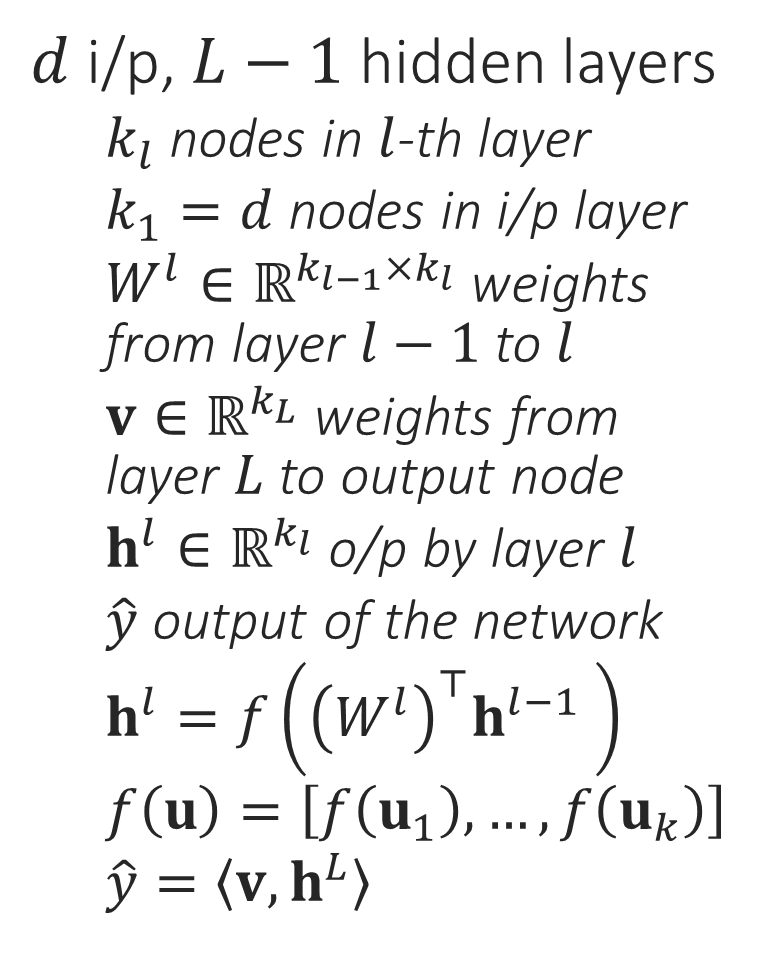 d i/p, L − 1 hidden layers
k_l nodes in l-th layer
k_1 = d nodes in i/p layer
W^l ∈ ℝ^{k_{l−1}×k_l} weights
from layer l − 1 to l
𝐯 ∈ ℝ^{k_L} weights from
layer L to output node
𝐡^l ∈ ℝ^{k_l} o/p by layer l
ŷ output of the network
𝐡^l = f((W^l)^⊤ 𝐡^{l−1})
f(𝐮) = [f(𝐮_1), … , f(𝐮_k)]
ŷ = ⟨𝐯, 𝐡^L⟩